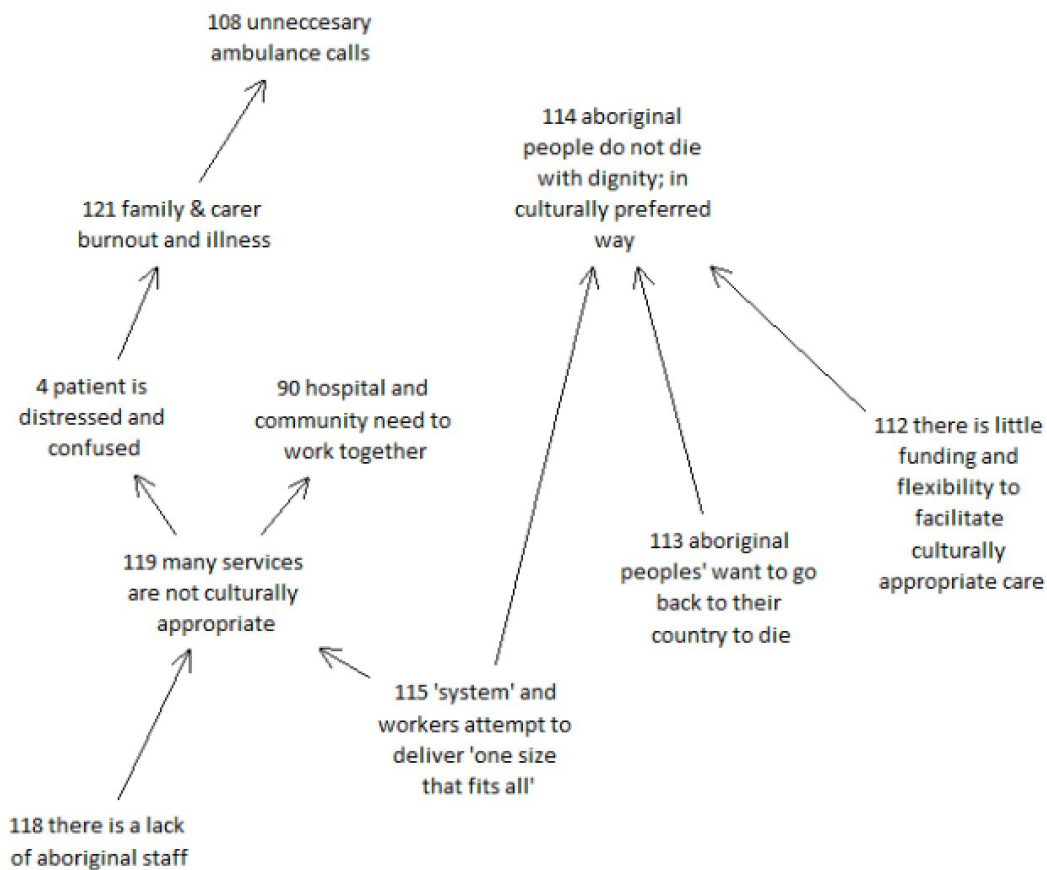 108 unneccesary
ambulance calls
114 aboriginal
people do not die
with dignity; in
culturally preferred
way
121 family & carer
burnout and illness
4 patient is
distressed and
confused
90 hospital and
community need to
work together
112 there is little
funding and
flexibility to
facilitate
culturally
appropriate care
113 aboriginal
peoples' want to go
back to their
country to die
119 many services
are not culturally
appropriate
115 'system' and
workers attempt to
deliver 'one size
that fits all'
118 there is a lack
of aboriginal staff